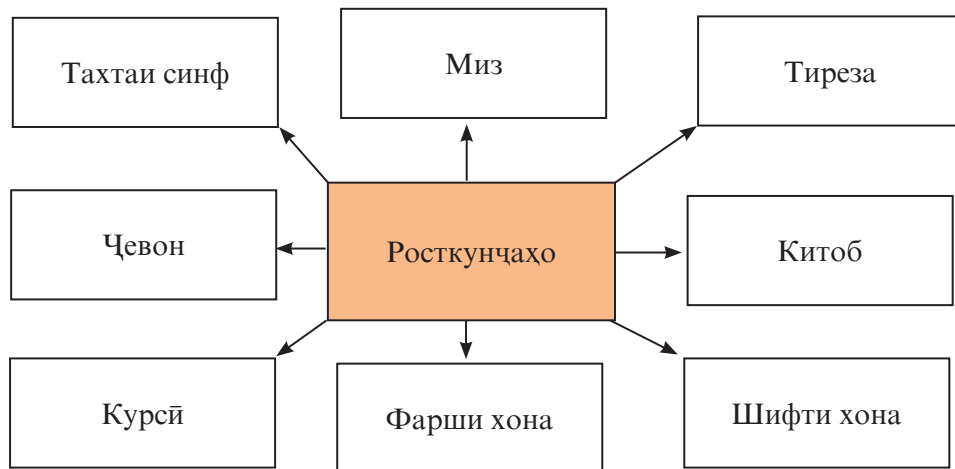 Тахтаи синф
Миз
Тиреза
Ҷевон
Росткунҷаҳо
Китоб
Курсӣ
Фарши хона
Шифти хона